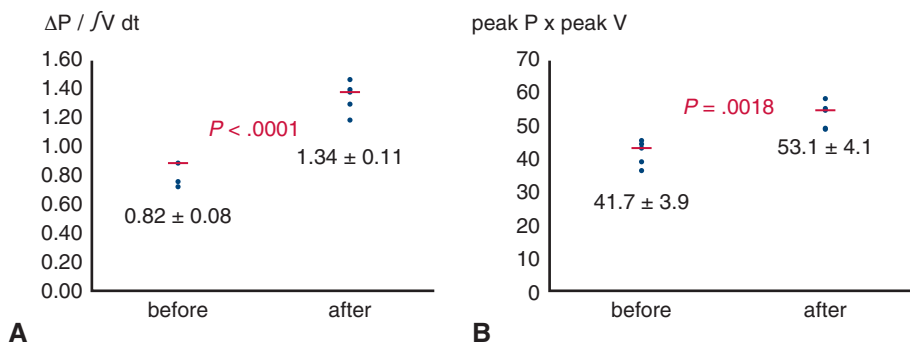 ΔP / ∫V dt
1.60
1.40
1.20
1.00
0.80
0.60
0.40
0.20
0.00
P < .0001
1.34 ± 0.11
0.82 ± 0.08
before
after
A
peak P x peak V
70
60
50
40
30
20
10
0
P = .0018
53.1 ± 4.1
41.7 ± 3.9
before
after
B